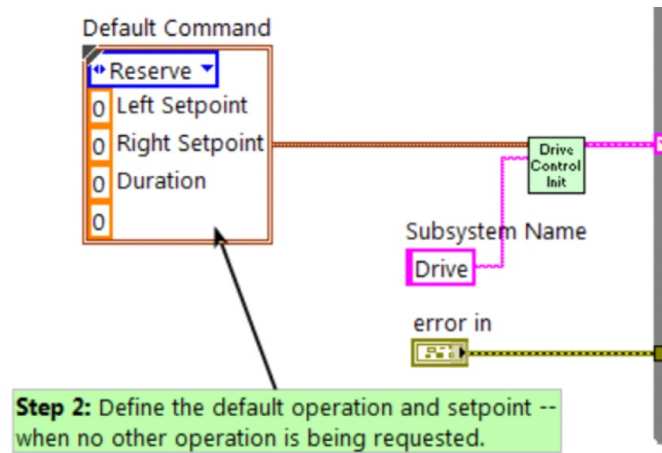 Default Command
Reserve
0 Left Setpoint
0 Right Setpoint
0 Duration
0
Drive
Control
Init
Subsystem Name
Drive
error in
Step 2: Define the default operation and setpoint --
when no other operation is being requested.